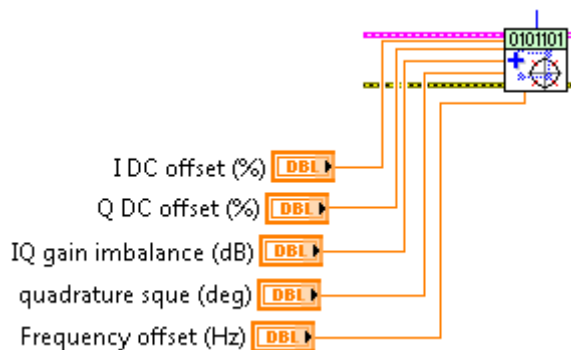 0101101
I DC offset (%)
DBL
Q DC offset (%)
DBL
IQ gain imbalance (dB)
DBL
quadrature sque (deg)
DBL
Frequency offset (Hz)
DBL